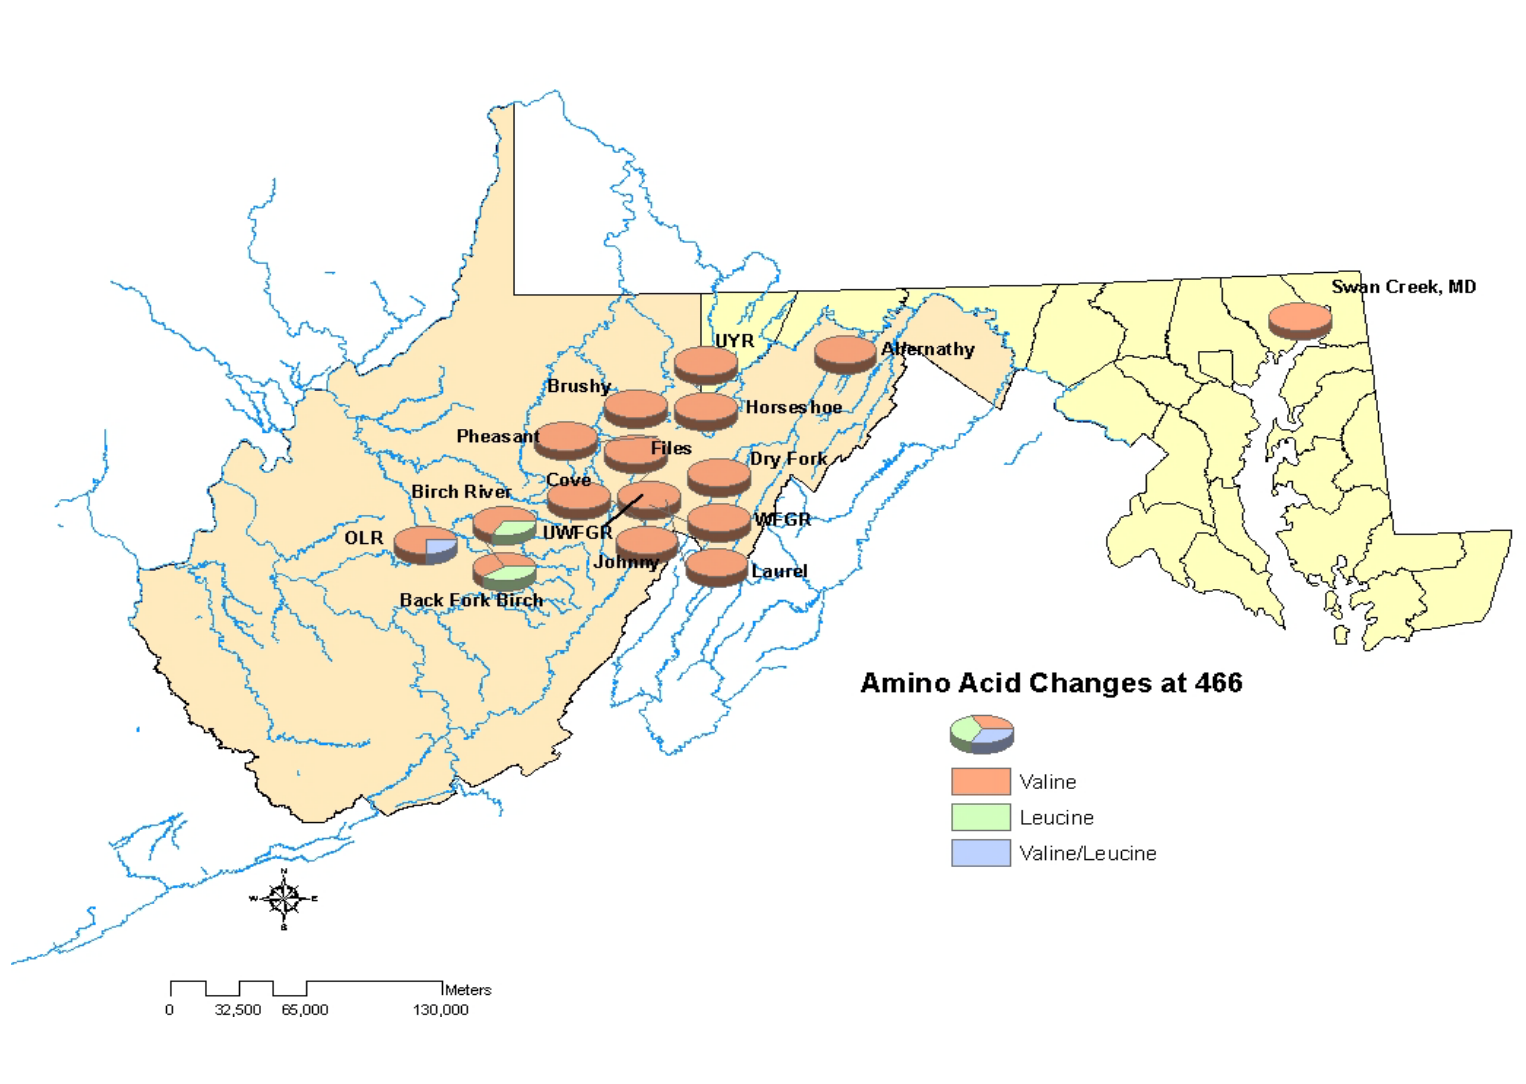 Swan Creek, MD
UYR
Abernathy
Brushy
Horseshoe
Pheasant
Files
Dry Fork
Cove
Birch River
WFGR
UWFGR
OLR
Johnny
Laurel
Back Fork Birch
Amino Acid Changes at 466
Valine
Leucine
Valine/Leucine
N
W E
S
Meters
0 32,500 65,000 130,000